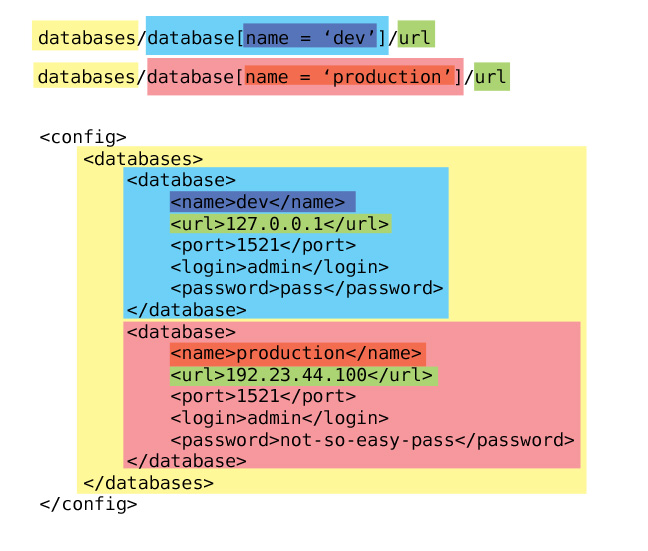 databases/database[name = ‘dev’]/url
databases/database[name = ‘production’]/url
<config>
<databases>
<database>
<name>dev</name>
<url>127.0.0.1</url>
<port>1521</port>
<login>admin</login>
<password>pass</password>
</database>
<database>
<name>production</name>
<url>192.23.44.100</url>
<port>1521</port>
<login>admin</login>
<password>not-so-easy-pass</password>
</database>
</databases>
</config>